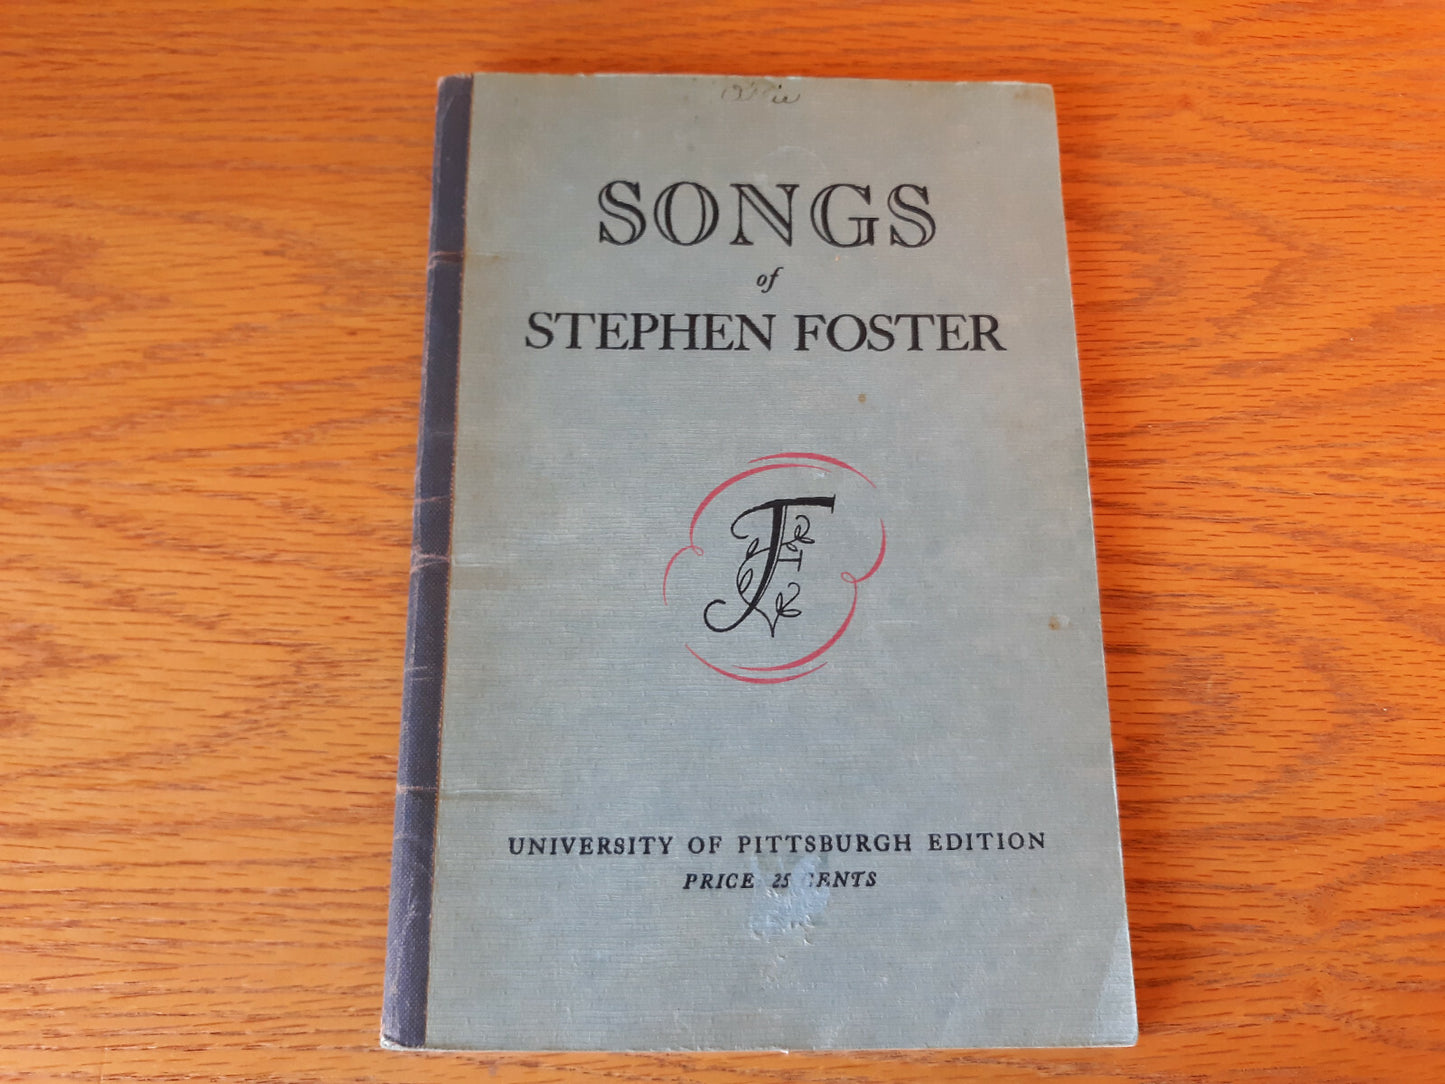 SONGS
of
STEPHEN FOSTER
F
UNIVERSITY OF PITTSBURGH EDITION
PRICE 25 CENTS